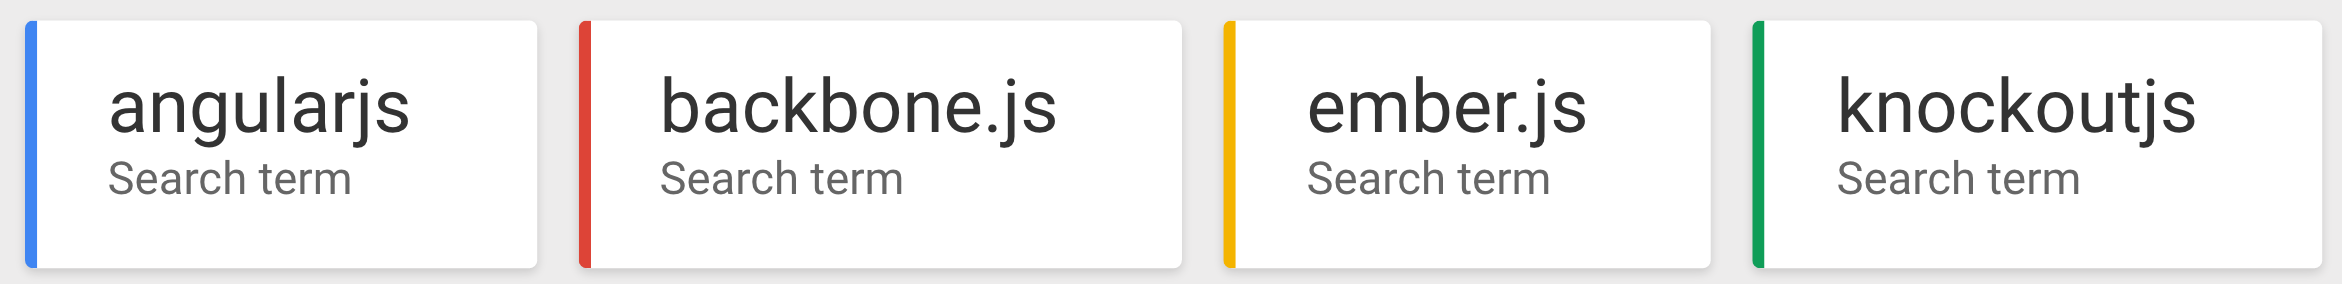 angularjs
Search term
backbone.js
Search term
ember.js
Search term
knockoutjs
Search term